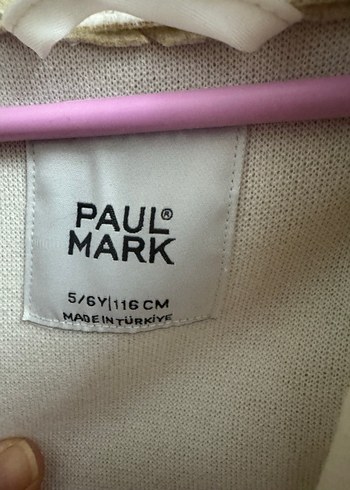 PAUL®
MARK
5/6Y|116 CM
MADE IN TÜRKİYE